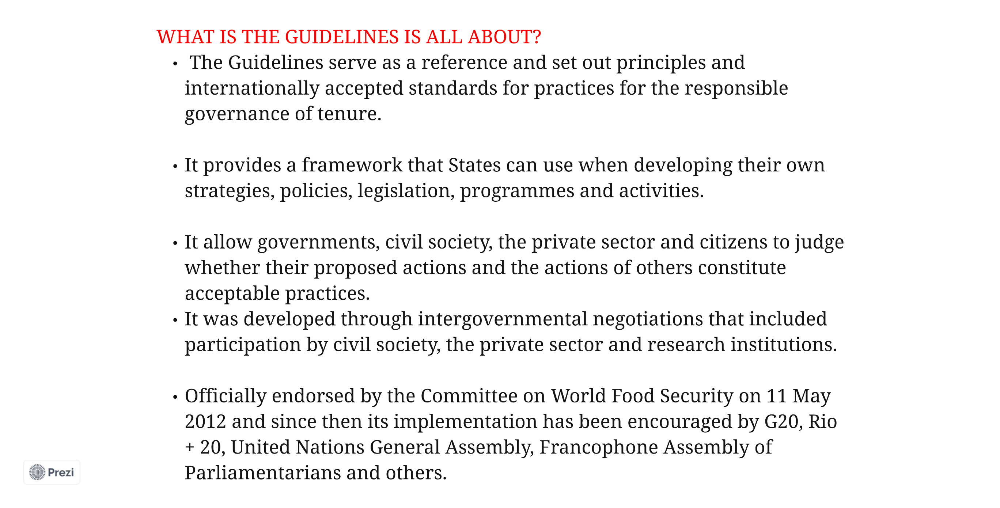 WHAT IS THE GUIDELINES IS ALL ABOUT?
• The Guidelines serve as a reference and set out principles and
internationally accepted standards for practices for the responsible
governance of tenure.
• It provides a framework that States can use when developing their own
strategies, policies, legislation, programmes and activities.
• It allow governments, civil society, the private sector and citizens to judge
whether their proposed actions and the actions of others constitute
acceptable practices.
• It was developed through intergovernmental negotiations that included
participation by civil society, the private sector and research institutions.
• Officially endorsed by the Committee on World Food Security on 11 May
2012 and since then its implementation has been encouraged by G20, Rio
+ 20, United Nations General Assembly, Francophone Assembly of
Parliamentarians and others.
Prezi